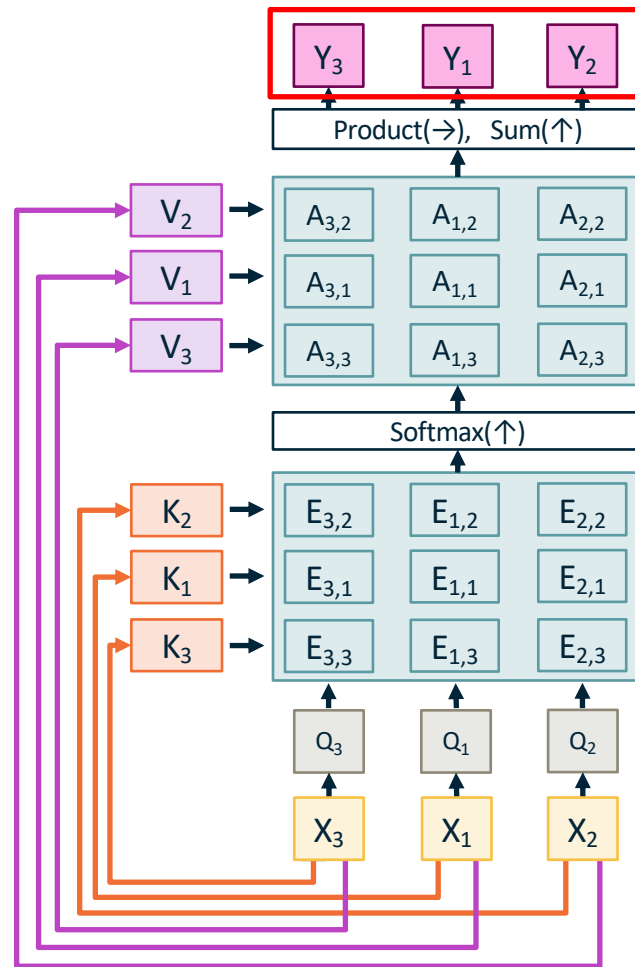 Y₃ Y₁ Y₂
Product(→), Sum(↑)
V₂ A₃,₂ A₁,₂ A₂,₂
V₁ A₃,₁ A₁,₁ A₂,₁
V₃ A₃,₃ A₁,₃ A₂,₃
Softmax(↑)
K₂ E₃,₂ E₁,₂ E₂,₂
K₁ E₃,₁ E₁,₁ E₂,₁
K₃ E₃,₃ E₁,₃ E₂,₃
Q₃ Q₁ Q₂
X₃ X₁ X₂